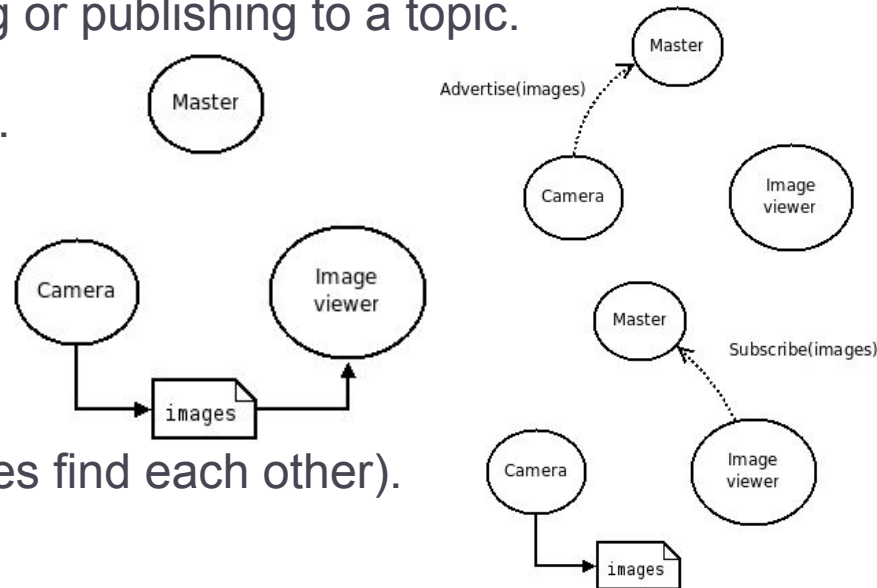 or publishing to a topic.
.
Master
Camera
Image
viewer
images
find each other).
Master
Advertise(images)
Camera
Image
viewer
Master
Subscribe(images)
Camera
Image
viewer
images